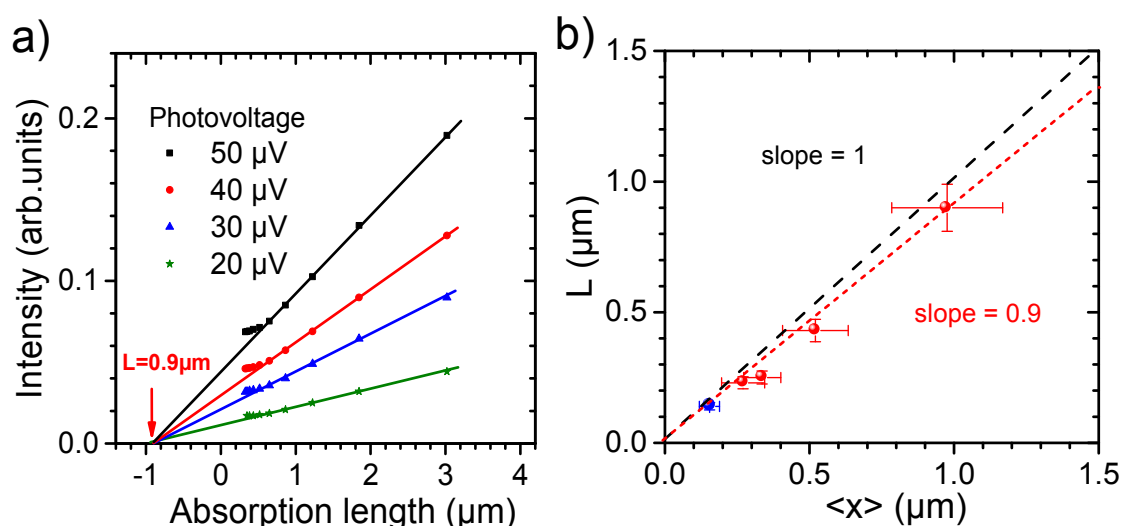 a)
Intensity (arb.units)
0.2
0.1
0.0
Photovoltage
50 µV
40 µV
30 µV
20 µV
L=0.9µm
-1 0 1 2 3 4
Absorption length (µm)
b)
L (µm)
1.5
1.0
0.5
0.0
slope = 1
slope = 0.9
0.0 0.5 1.0 1.5
<x> (µm)